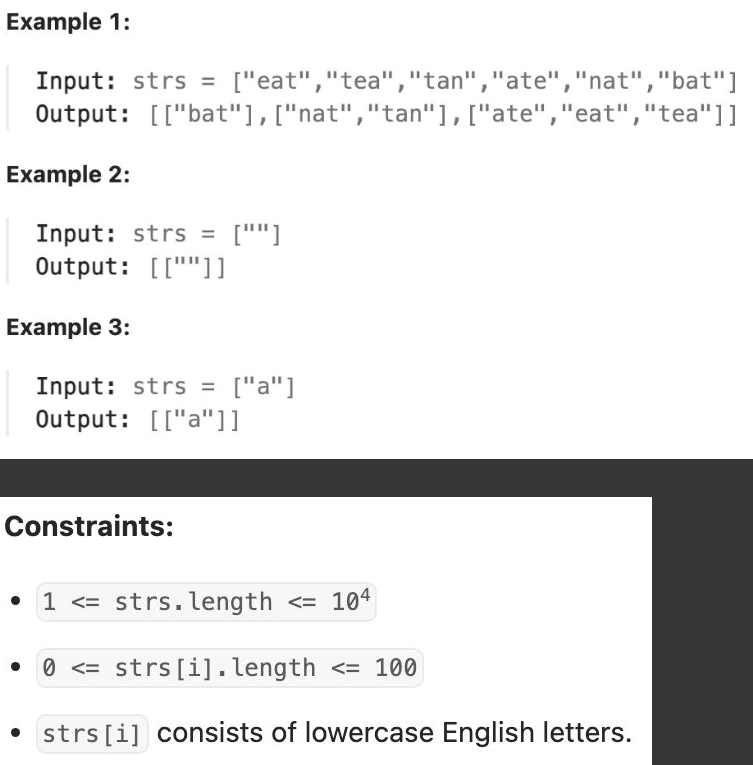 Example 1:
Input: strs = ["eat","tea","tan","ate","nat","bat"]
Output: [["bat"],["nat","tan"],["ate","eat","tea"]]
Example 2:
Input: strs = [""]
Output: [[""]]
Example 3:
Input: strs = ["a"]
Output: [["a"]]
Constraints:
• 1 <= strs.length <= 10⁴
• 0 <= strs[i].length <= 100
• strs[i] consists of lowercase English letters.